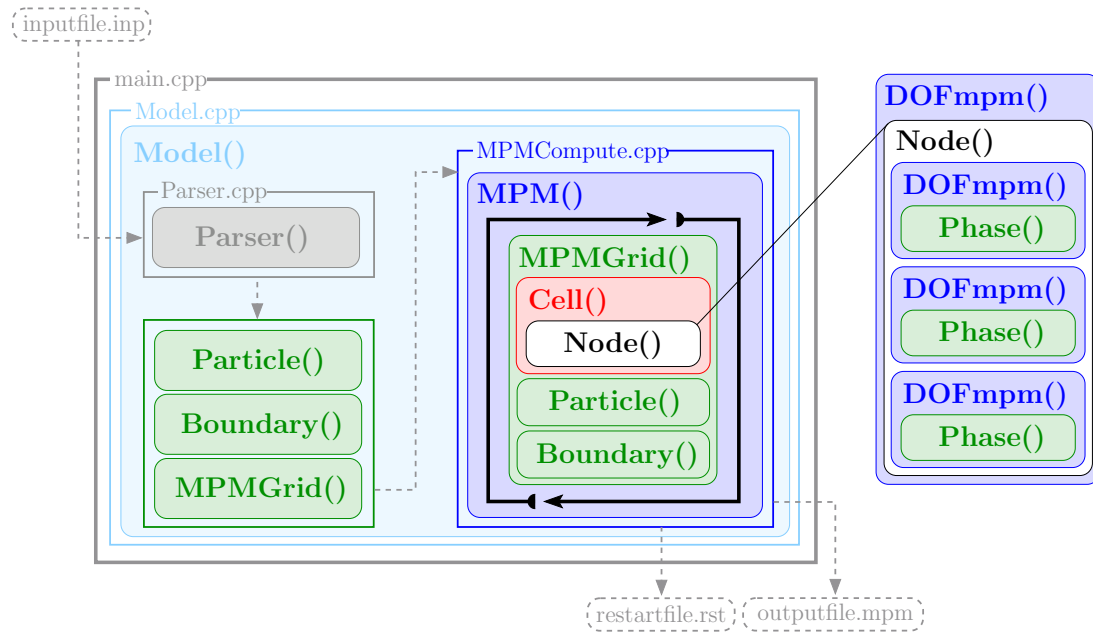 inputfile.inp
main.cpp
Model.cpp
Model()
Parser.cpp
Parser()
Particle()
Boundary()
MPMGrid()
MPMCompute.cpp
MPM()
MPMGrid()
Cell()
Node()
Particle()
Boundary()
DOFmpm()
Node()
DOFmpm()
Phase()
DOFmpm()
Phase()
DOFmpm()
Phase()
restartfile.rst
outputfile.mpm